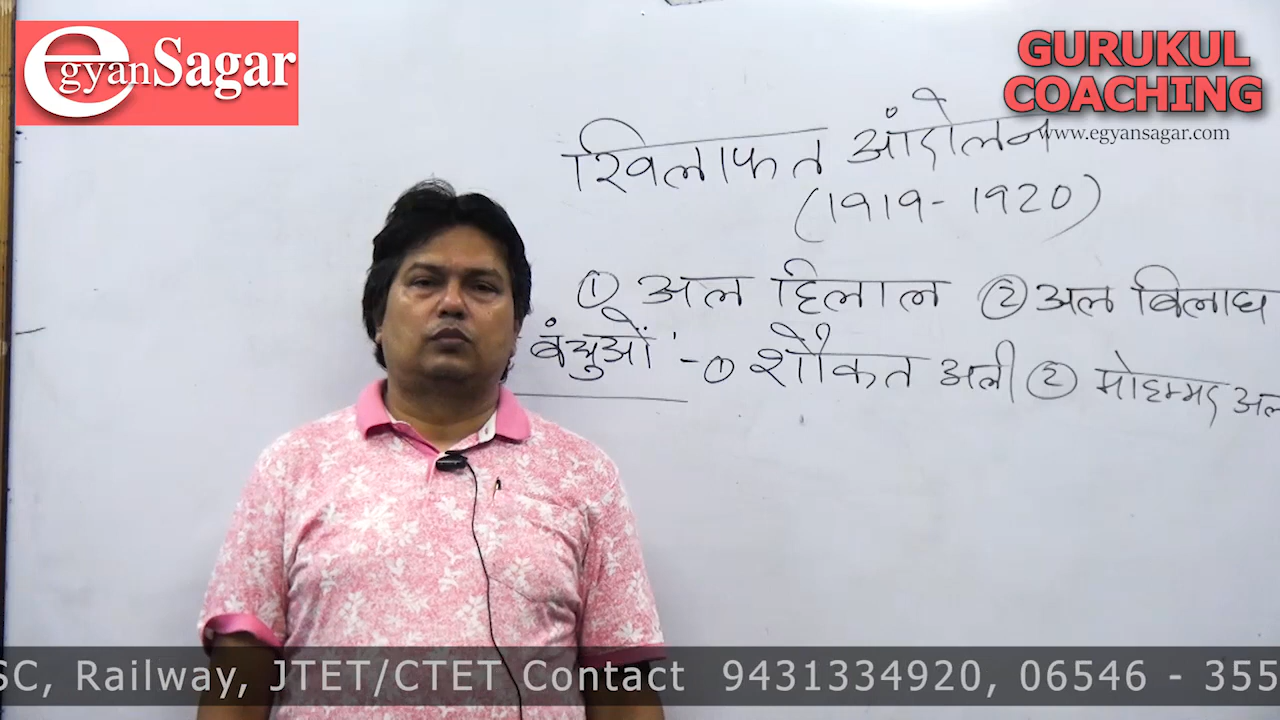 egyanSagar
GURUKUL
COACHING
www.egyansagar.com
खिलाफत आंदोलन
(1919-1920)
① अल हिलाल ② अल बिलाघ
बंधुओं - ① शौकत अली ② मोहम्मद अल
SC, Railway, JTET/CTET Contact 9431334920, 06546 - 355